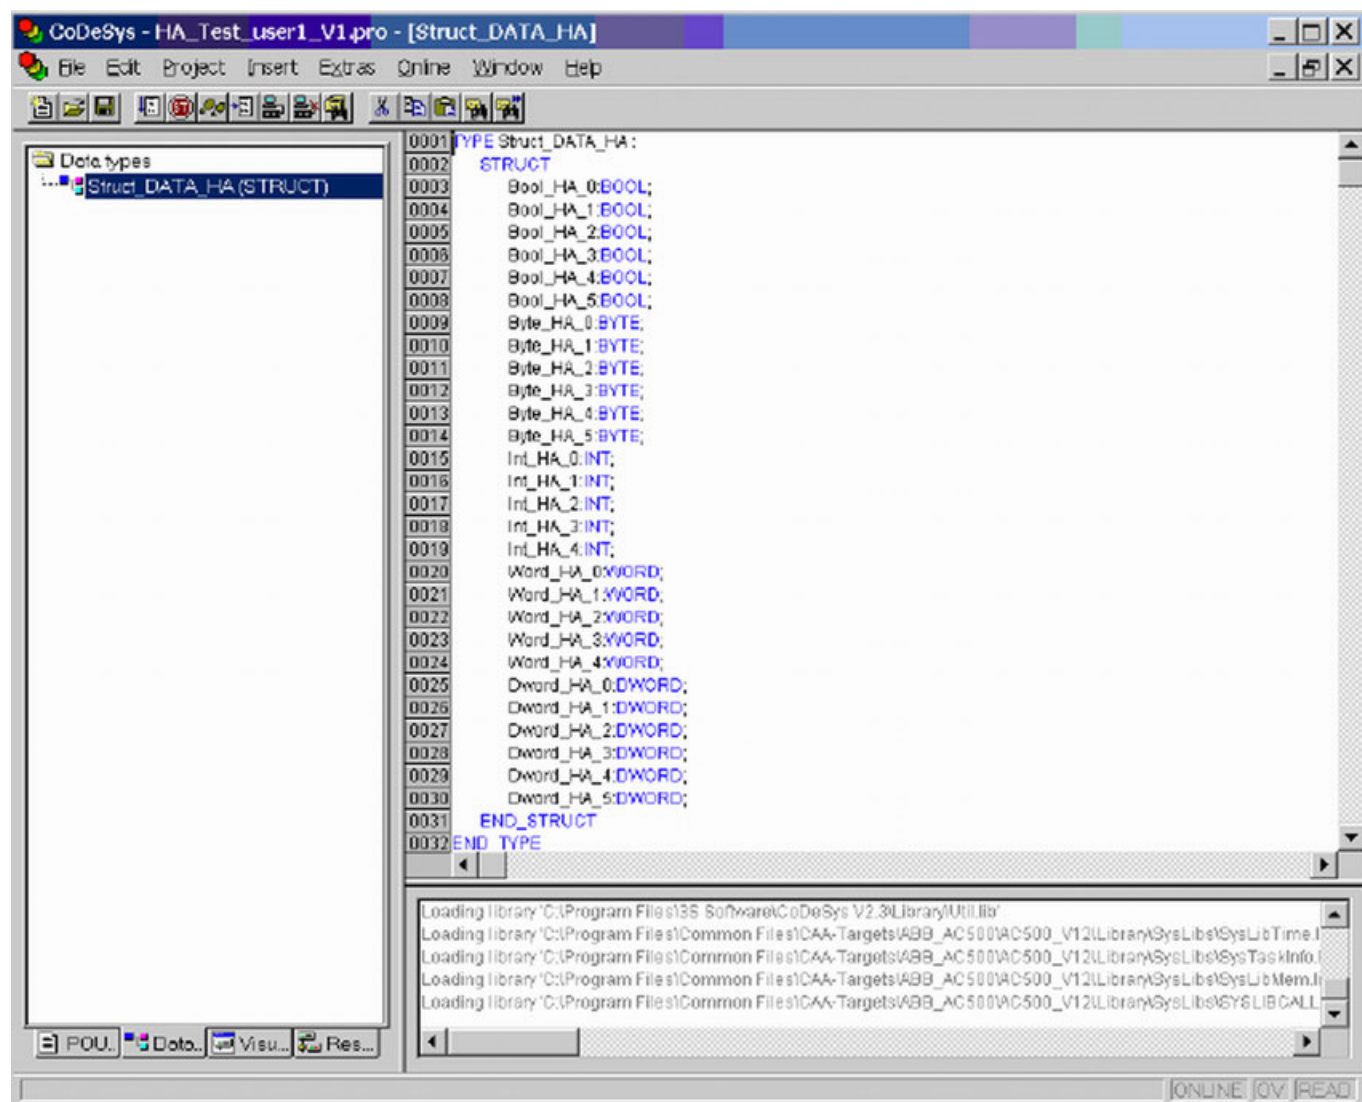 CoDeSys - HA_Test_user1_V1.pro - [Struct_DATA_HA]
File Edit Project Insert Extras Online Window Help
Data types
Struct_DATA_HA (STRUCT)
0001 TYPE Struct_DATA_HA :
0002 STRUCT
0003 Bool_HA_0:BOOL;
0004 Bool_HA_1:BOOL;
0005 Bool_HA_2:BOOL;
0006 Bool_HA_3:BOOL;
0007 Bool_HA_4:BOOL;
0008 Bool_HA_5:BOOL;
0009 Byte_HA_0:BYTE;
0010 Byte_HA_1:BYTE;
0011 Byte_HA_2:BYTE;
0012 Byte_HA_3:BYTE;
0013 Byte_HA_4:BYTE;
0014 Byte_HA_5:BYTE;
0015 Int_HA_0:INT;
0016 Int_HA_1:INT;
0017 Int_HA_2:INT;
0018 Int_HA_3:INT;
0019 Int_HA_4:INT;
0020 Word_HA_0:WORD;
0021 Word_HA_1:WORD;
0022 Word_HA_2:WORD;
0023 Word_HA_3:WORD;
0024 Word_HA_4:WORD;
0025 Dword_HA_0:DWORD;
0026 Dword_HA_1:DWORD;
0027 Dword_HA_2:DWORD;
0028 Dword_HA_3:DWORD;
0029 Dword_HA_4:DWORD;
0030 Dword_HA_5:DWORD;
0031 END_STRUCT
0032 END_TYPE
Loading library 'C:\Program Files\3S Software\CoDeSys V2.3\Library\Util.lib'
Loading library 'C:\Program Files\Common Files\CAA-Targets\ABB_AC500\AC500_V12\Library\SysLibs\SysLibTime.l
Loading library 'C:\Program Files\Common Files\CAA-Targets\ABB_AC500\AC500_V12\Library\SysLibs\SysTaskInfo.l
Loading library 'C:\Program Files\Common Files\CAA-Targets\ABB_AC500\AC500_V12\Library\SysLibs\SysLibMem.li
Loading library 'C:\Program Files\Common Files\CAA-Targets\ABB_AC500\AC500_V12\Library\SysLibs\SYSLIBCALL
POU... Data... Visu... Res...
ONLINE OV READ